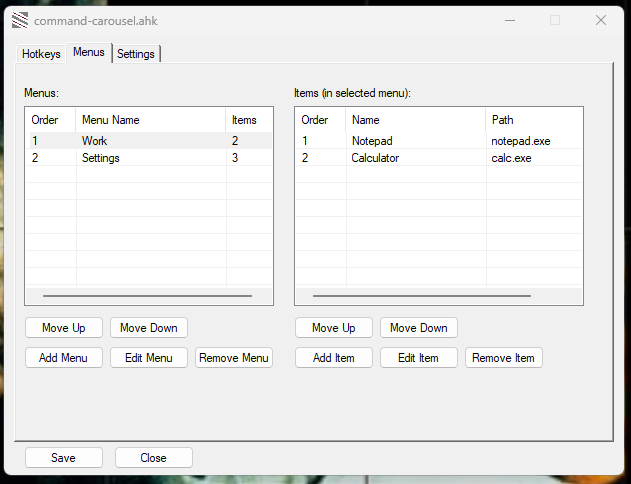 command-carousel.ahk
Hotkeys Menus Settings
Menus: Items (in selected menu):
Order Menu Name Items Order Name Path
1 Work 2 1 Notepad notepad.exe
2 Settings 3 2 Calculator calc.exe
Move Up Move Down Move Up Move Down
Add Menu Edit Menu Remove Menu Add Item Edit Item Remove Item
Save Close